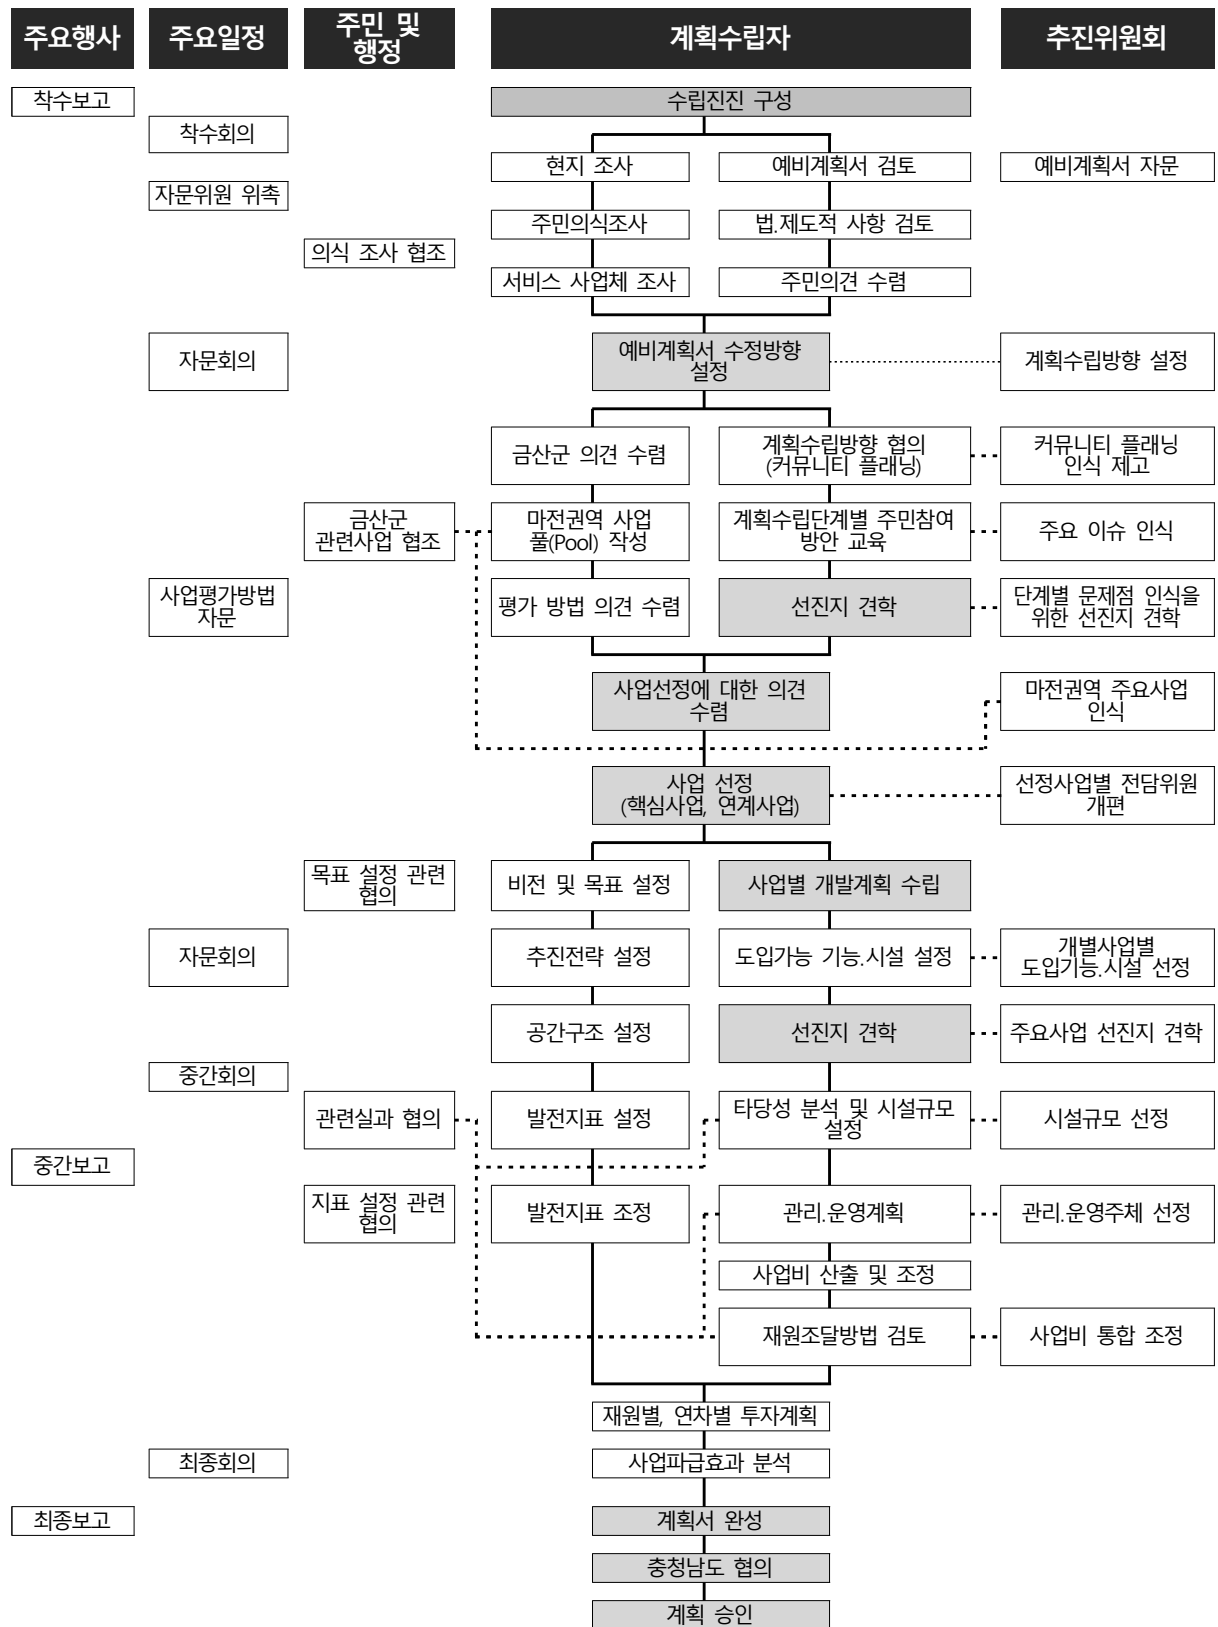 주요행사
주요일정
주민 및
행정
계획수립자
추진위원회
착수보고
수립진진 구성
착수회의
현지 조사
예비계획서 검토
예비계획서 자문
자문위원 위촉
주민의식조사
법.제도적 사항 검토
의식 조사 협조
서비스 사업체 조사
주민의견 수렴
자문회의
예비계획서 수정방향
설정
계획수립방향 설정
금산군 의견 수렴
계획수립방향 협의
(커뮤니티 플래닝)
커뮤니티 플래닝
인식 제고
금산군
관련사업 협조
마전권역 사업
풀(Pool) 작성
계획수립단계별 주민참여
방안 교육
주요 이슈 인식
사업평가방법
자문
평가 방법 의견 수렴
선진지 견학
단계별 문제점 인식을
위한 선진지 견학
사업선정에 대한 의견
수렴
마전권역 주요사업
인식
사업 선정
(핵심사업, 연계사업)
선정사업별 전담위원
개편
목표 설정 관련
협의
비전 및 목표 설정
사업별 개발계획 수립
자문회의
추진전략 설정
도입가능 기능.시설 설정
개별사업별
도입기능.시설 선정
공간구조 설정
선진지 견학
주요사업 선진지 견학
중간회의
관련실과 협의
발전지표 설정
타당성 분석 및 시설규모
설정
시설규모 선정
중간보고
지표 설정 관련
협의
발전지표 조정
관리.운영계획
관리.운영주체 선정
사업비 산출 및 조정
재원조달방법 검토
사업비 통합 조정
재원별, 연차별 투자계획
최종회의
사업파급효과 분석
최종보고
계획서 완성
충청남도 협의
계획 승인